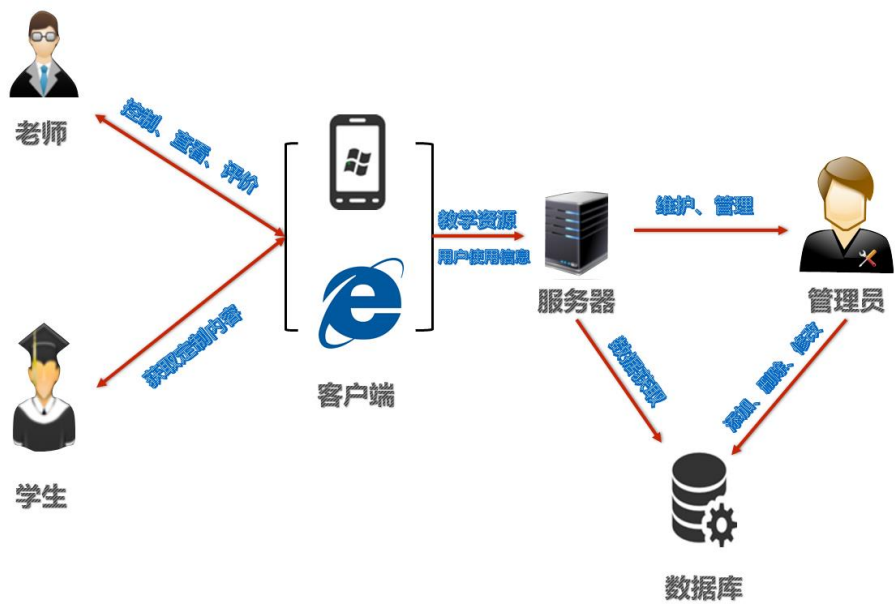 老师
控制、查看、评价
教学资源
用户使用信息
维护、管理
服务器
管理员
获取定制内容
客户端
数据获取
添加、删除、修改
学生
数据库